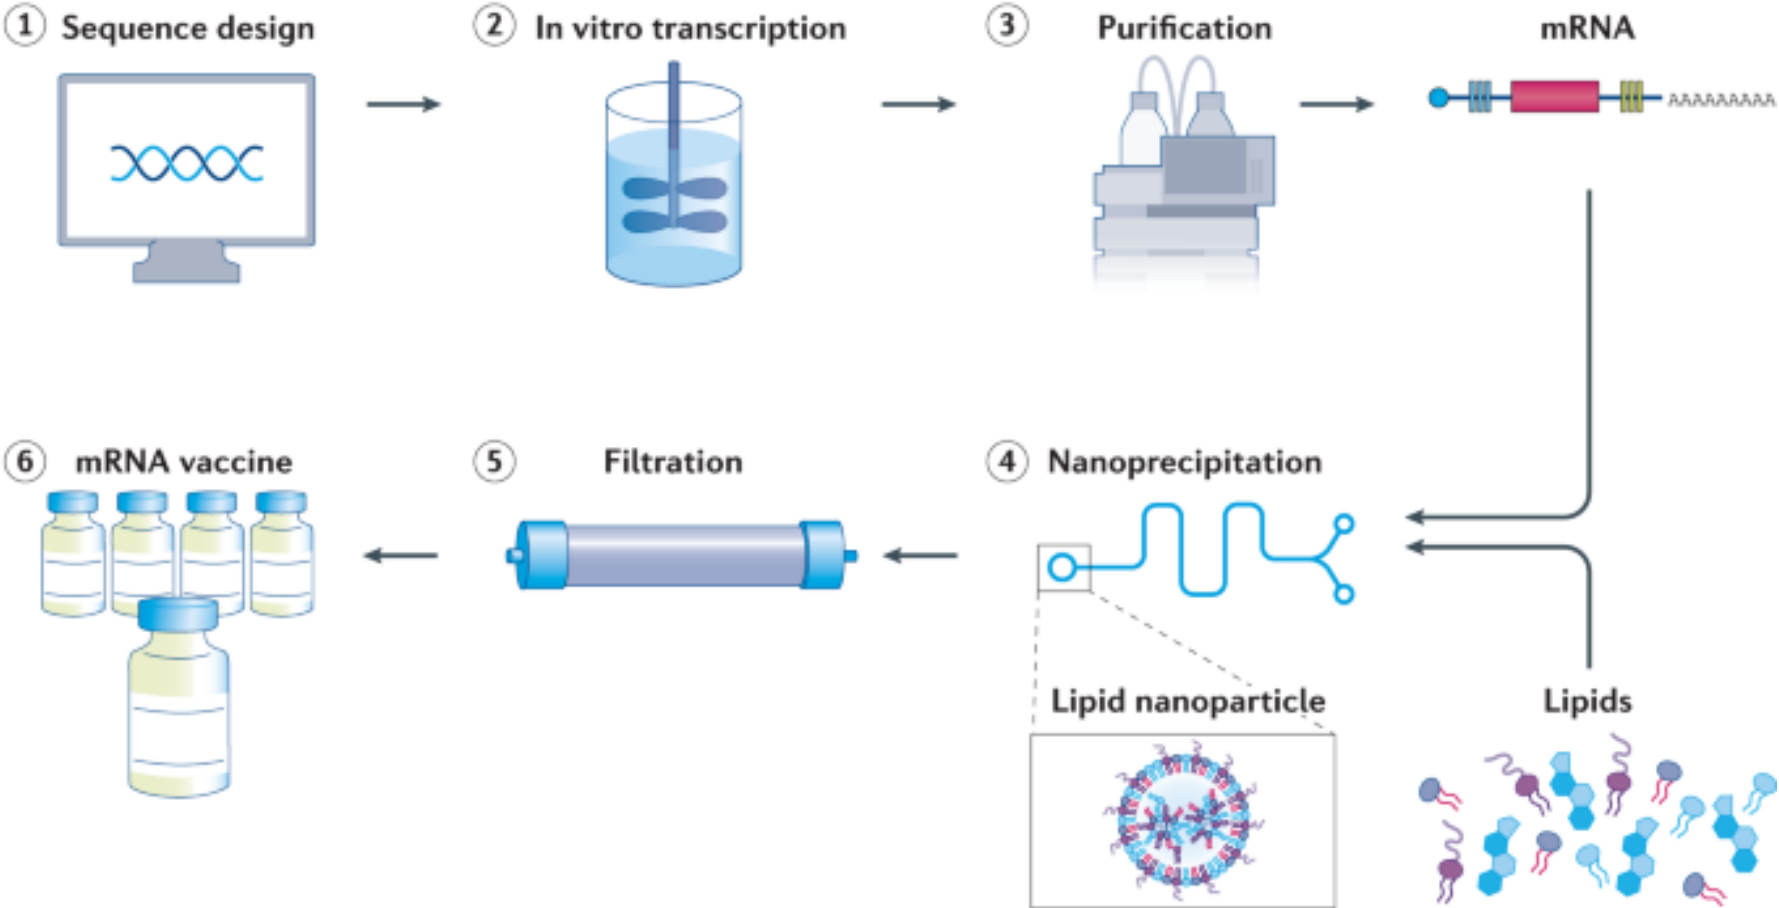 1 Sequence design
2 In vitro transcription
3 Purification
mRNA
AAAAAAAAA
6 mRNA vaccine
5 Filtration
4 Nanoprecipitation
Lipid nanoparticle
Lipids